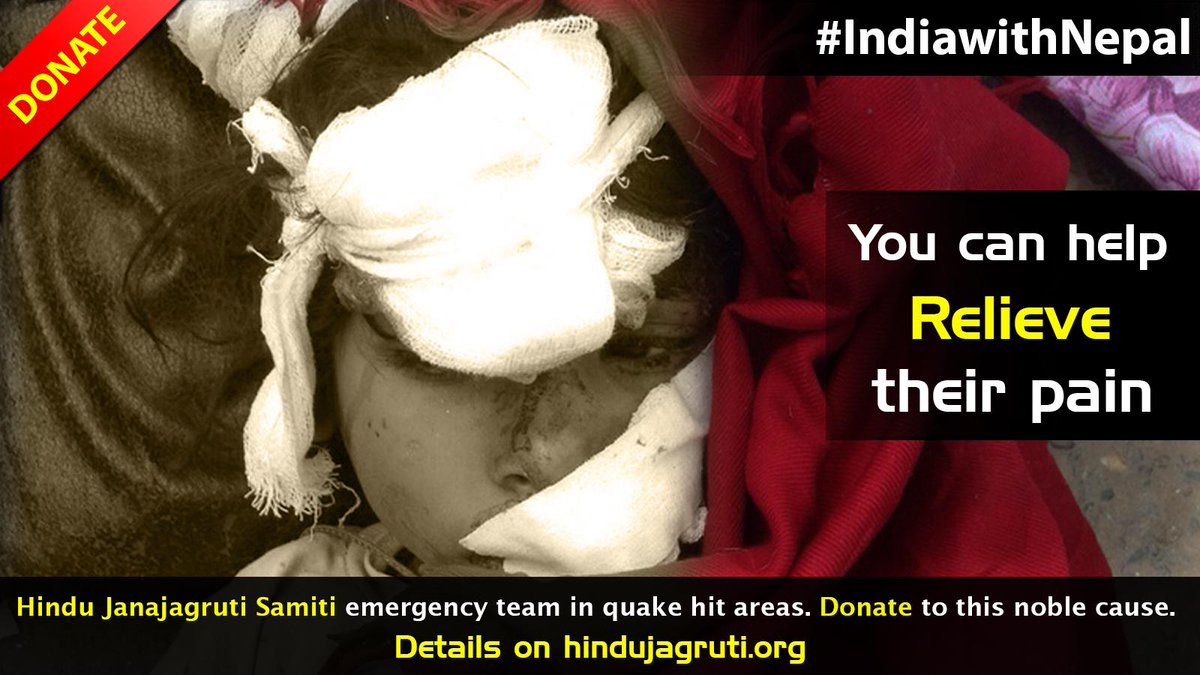 DONATE
#IndiawithNepal
You can help
Relieve
their pain
Hindu Janajagruti Samiti emergency team in quake hit areas. Donate to this noble cause.
Details on hindujagruti.org